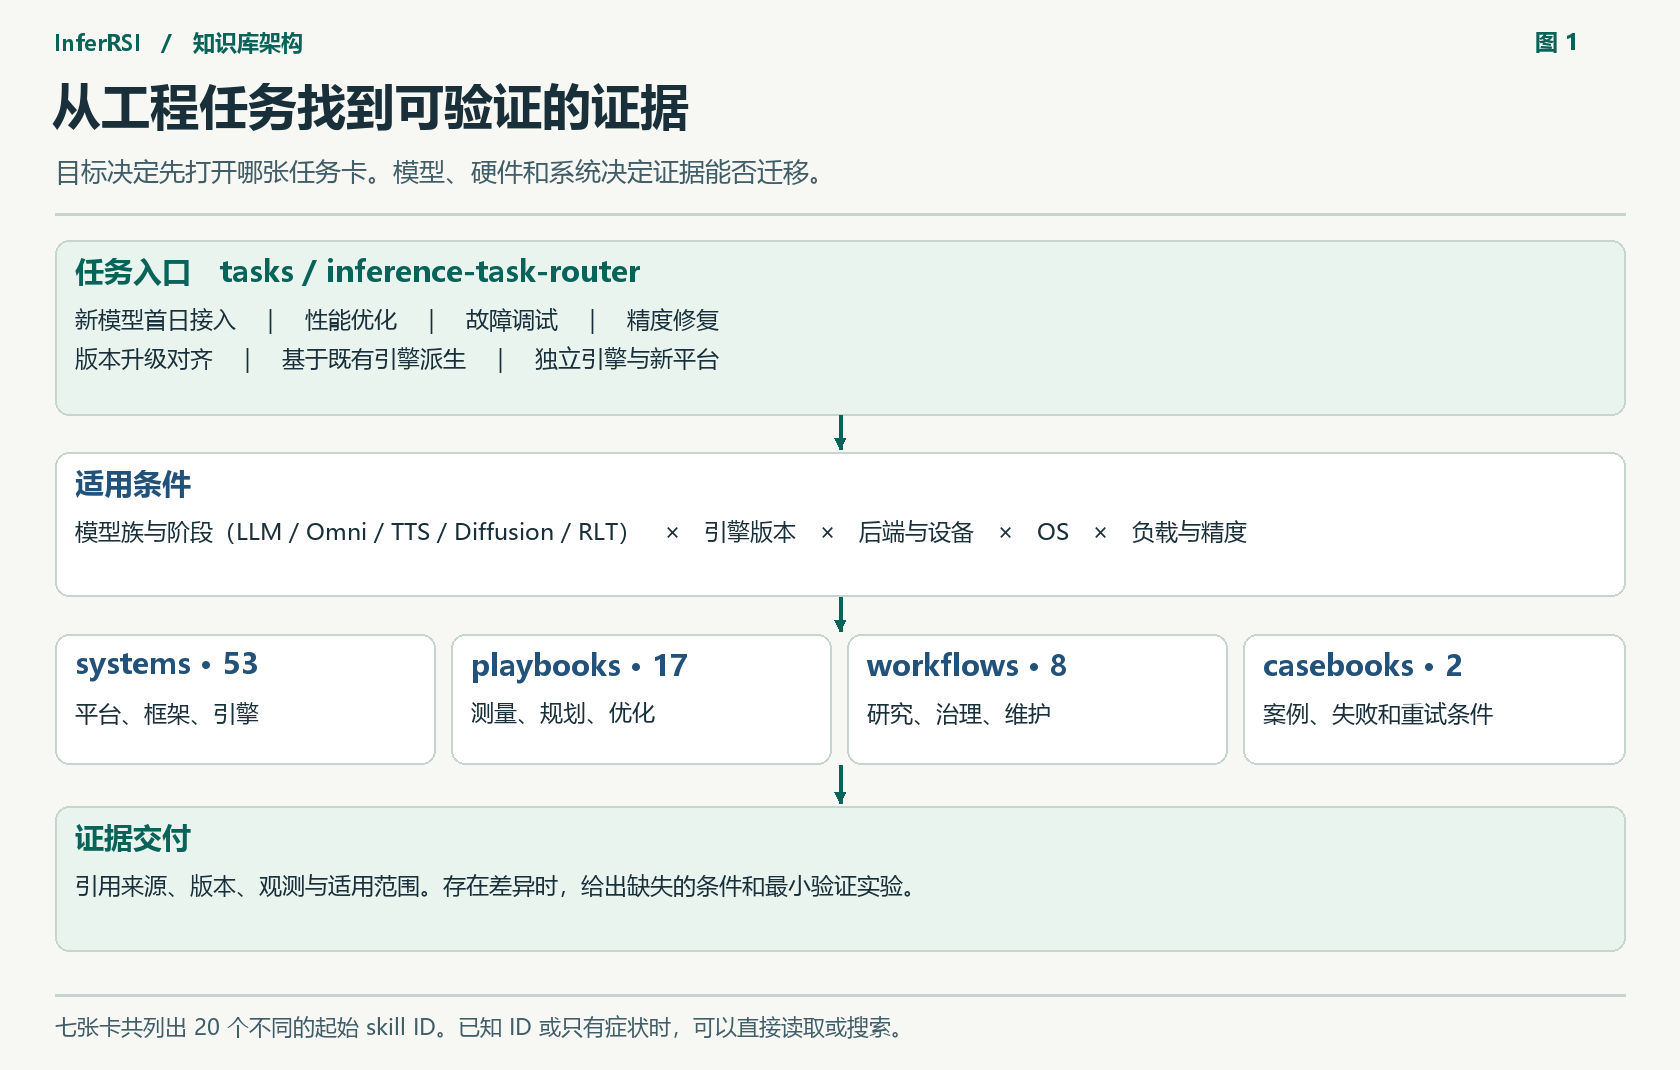 InferRSI / 知识库架构
图 1
从工程任务找到可验证的证据
目标决定先打开哪张任务卡。模型、硬件和系统决定证据能否迁移。
任务入口 tasks / inference-task-router
新模型首日接入 | 性能优化 | 故障调试 | 精度修复
版本升级对齐 | 基于既有引擎派生 | 独立引擎与新平台
适用条件
模型族与阶段（LLM / Omni / TTS / Diffusion / RLT） × 引擎版本 × 后端与设备 × OS × 负载与精度
systems • 53
平台、框架、引擎
playbooks • 17
测量、规划、优化
workflows • 8
研究、治理、维护
casebooks • 2
案例、失败和重试条件
证据交付
引用来源、版本、观测与适用范围。存在差异时，给出缺失的条件和最小验证实验。
七张卡共列出 20 个不同的起始 skill ID。已知 ID 或只有症状时，可以直接读取或搜索。